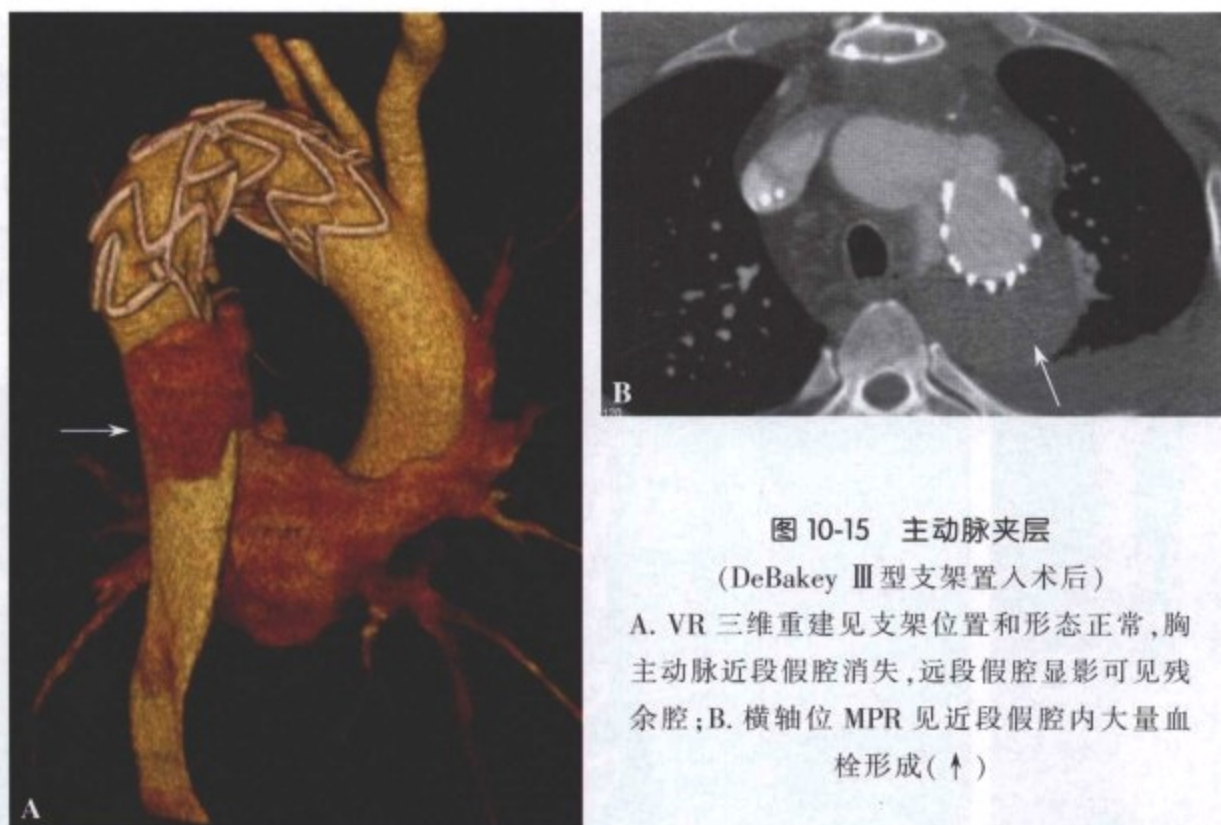 A
B
120
图 10-15 主动脉夹层
(DeBakey Ⅲ型支架置入术后)
A. VR 三维重建见支架位置和形态正常,胸
主动脉近段假腔消失,远段假腔显影可见残
余腔;B. 横轴位 MPR 见近段假腔内大量血
栓形成(↑)